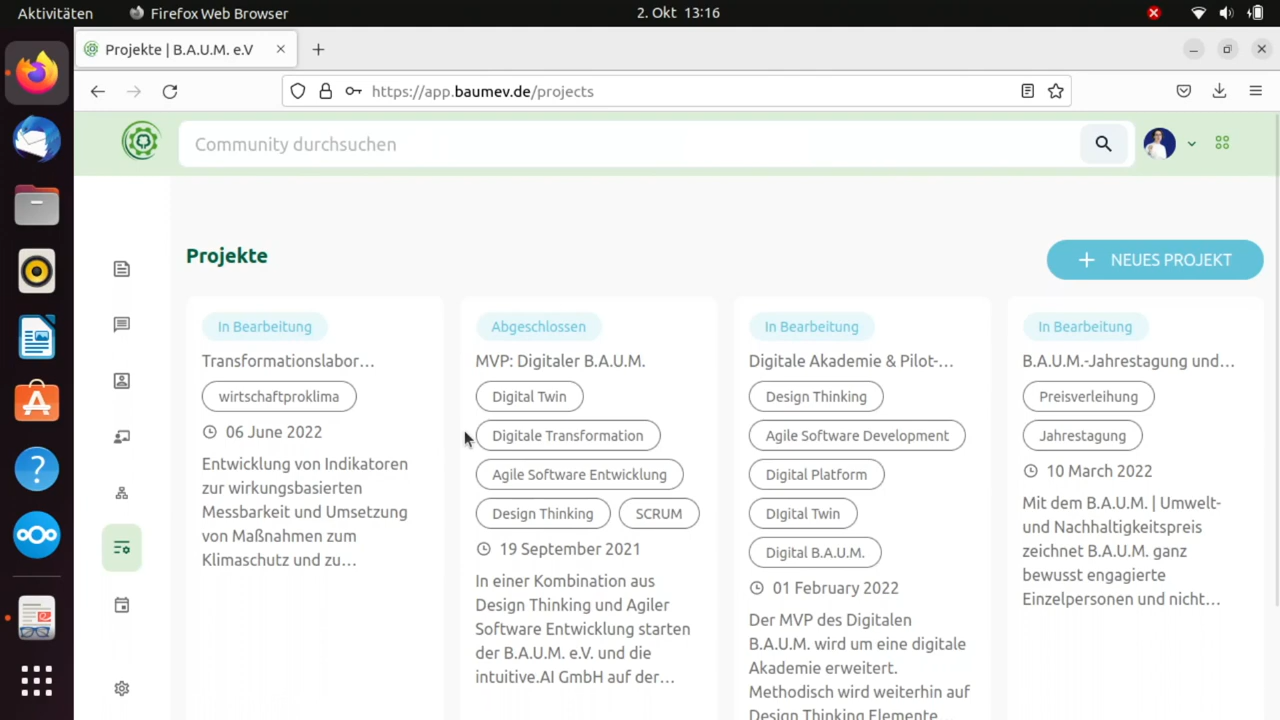 Aktivitäten
Firefox Web Browser
2. Okt 13:16
Projekte | B.A.U.M. e.V
https://app.baumev.de/projects
Community durchsuchen
Projekte
NEUES PROJEKT
In Bearbeitung
Transformationslabor...
wirtschaftproklima
06 June 2022
Entwicklung von Indikatoren
zur wirkungsbasierten
Messbarkeit und Umsetzung
von Maßnahmen zum
Klimaschutz und zu...
Abgeschlossen
MVP: Digitaler B.A.U.M.
Digital Twin
Digitale Transformation
Agile Software Entwicklung
Design Thinking
SCRUM
19 September 2021
In einer Kombination aus
Design Thinking und Agiler
Software Entwicklung starten
der B.A.U.M. e.V. und die
intuitive.AI GmbH auf der...
In Bearbeitung
Digitale Akademie & Pilot-...
Design Thinking
Agile Software Development
Digital Platform
DIgital Twin
Digital B.A.U.M.
01 February 2022
Der MVP des Digitalen
B.A.U.M. wird um eine digitale
Akademie erweitert.
Methodisch wird weiterhin auf
Design Thinking Elemente...
In Bearbeitung
B.A.U.M.-Jahrestagung und...
Preisverleihung
Jahrestagung
10 March 2022
Mit dem B.A.U.M. | Umwelt-
und Nachhaltigkeitspreis
zeichnet B.A.U.M. ganz
bewusst engagierte
Einzelpersonen und nicht...